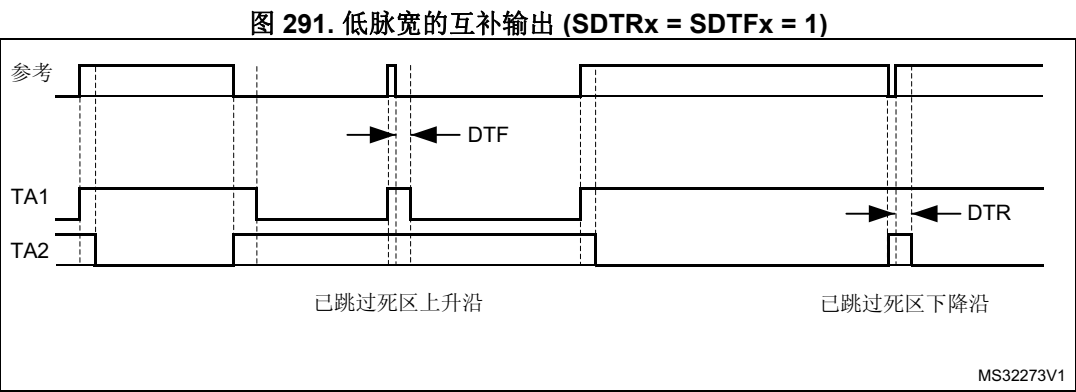 图 291. 低脉宽的互补输出 (SDTRx = SDTFx = 1)
参考
DTF
TA1
DTR
TA2
已跳过死区上升沿
已跳过死区下降沿
MS32273V1